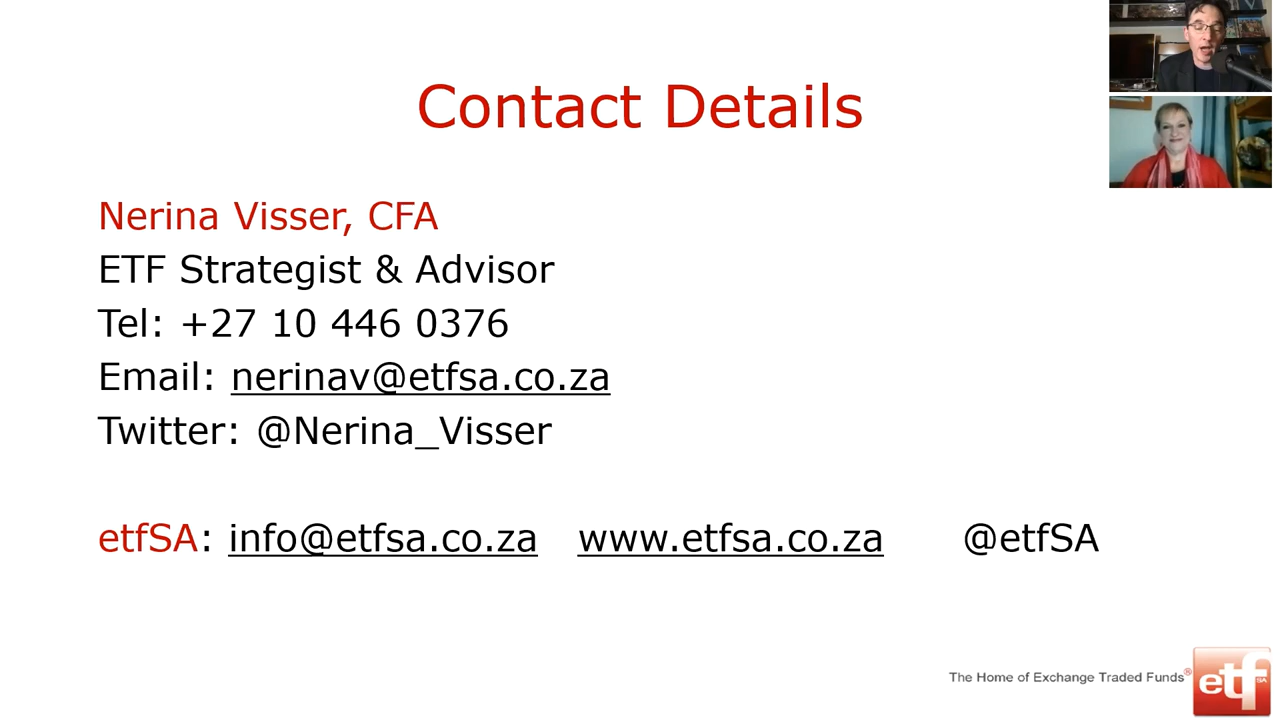 Contact Details
Nerina Visser, CFA
ETF Strategist & Advisor
Tel: +27 10 446 0376
Email: nerinav@etfsa.co.za
Twitter: @Nerina_Visser
etfSA: info@etfsa.co.za www.etfsa.co.za @etfSA
The Home of Exchange Traded Funds®
etf SA